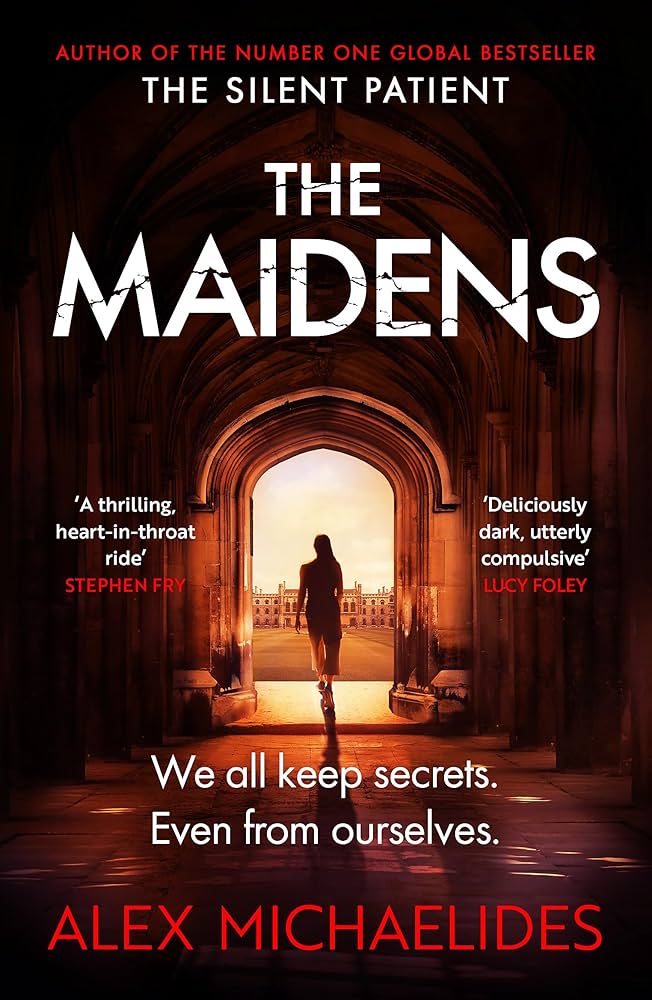 AUTHOR OF THE NUMBER ONE GLOBAL BESTSELLER
THE SILENT PATIENT
THE
MAIDENS
‘A thrilling,
heart-in-throat
ride’
STEPHEN FRY
‘Deliciously
dark, utterly
compulsive’
LUCY FOLEY
We all keep secrets.
Even from ourselves.
ALEX MICHAELIDES